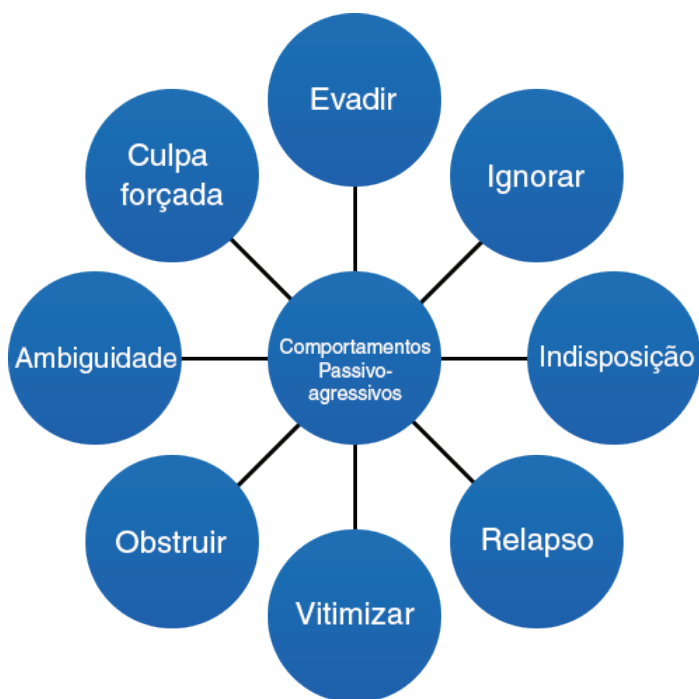 Evadir
Culpa
forçada
Ignorar
Ambiguidade
Comportamentos
Passivo-
agressivos
Indisposição
Obstruir
Relapso
Vitimizar